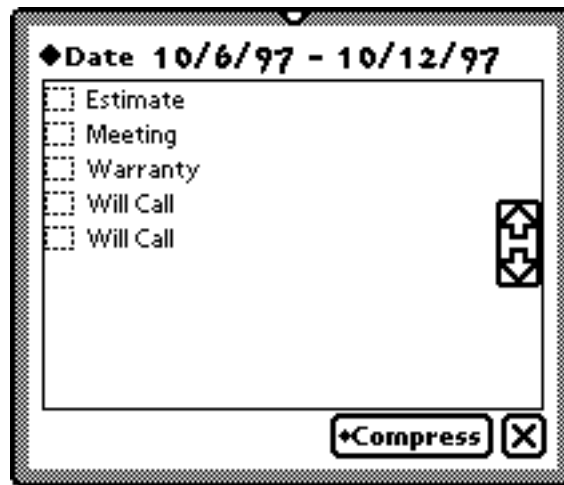 ◆Date 10/6/97 - 10/12/97
Estimate
Meeting
Warranty
Will Call
Will Call
◆Compress